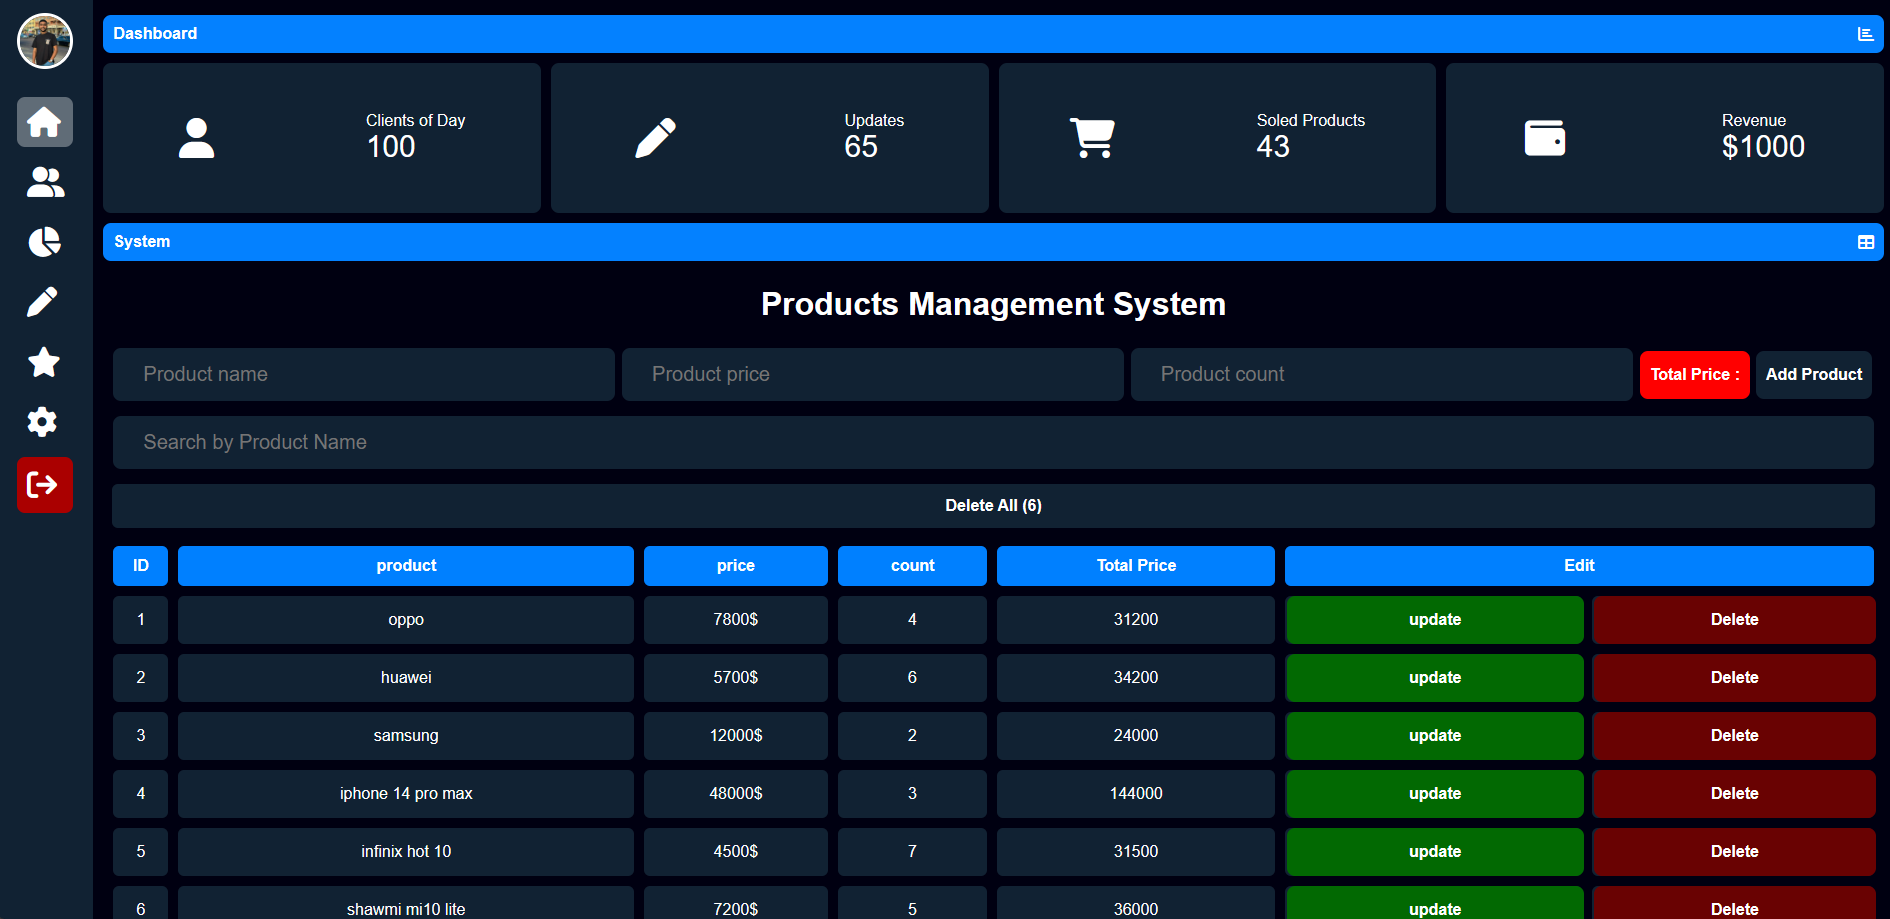 Dashboard
Clients of Day
100
Updates
65
Soled Products
43
Revenue
$1000
System
Products Management System
Product name Product price Product count Total Price : Add Product
Search by Product Name
Delete All (6)
ID product price count Total Price Edit
1 oppo 7800$ 4 31200 update Delete
2 huawei 5700$ 6 34200 update Delete
3 samsung 12000$ 2 24000 update Delete
4 iphone 14 pro max 48000$ 3 144000 update Delete
5 infinix hot 10 4500$ 7 31500 update Delete
6 shawmi mi10 lite 7200$ 5 36000 update Delete